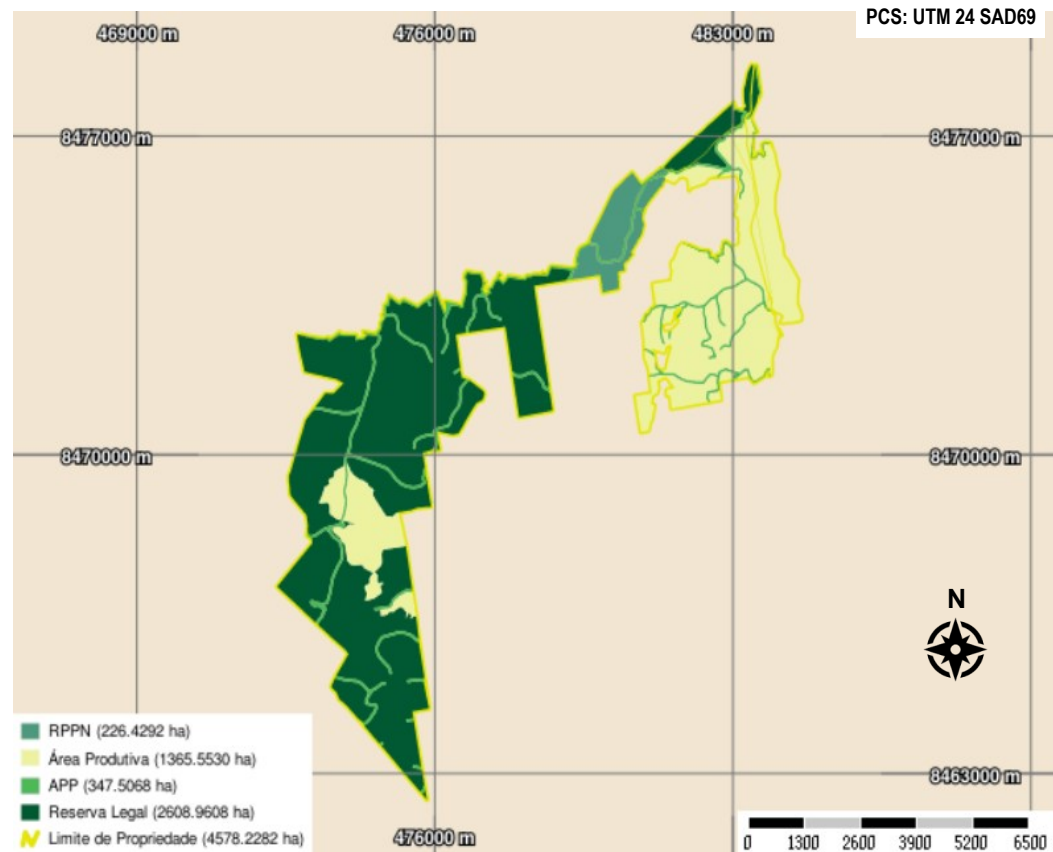 PCS: UTM 24 SAD69
469000 m 476000 m 483000 m
8477000 m 8477000 m
8470000 m 8470000 m
N
RPPN (226.4292 ha)
Área Produtiva (1365.5530 ha)
APP (347.5068 ha)
Reserva Legal (2608.9608 ha)
Limite de Propriedade (4578.2282 ha)
8463000 m
476000 m
0 1300 2600 3900 5200 6500